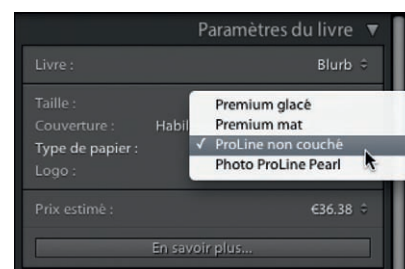 Paramètres du livre ▼
Livre : Blurb
Taille :
Premium glacé
Couverture : Habil
Premium mat
Type de papier :
✓ ProLine non couché
Logo :
Photo ProLine Pearl
Prix estimé : €36.38
En savoir plus...